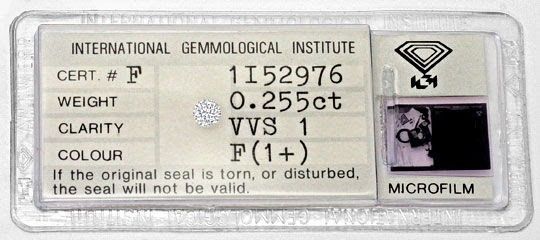 INTERNATIONAL GEMMOLOGICAL INSTITUTE
CERT. # F 1I52976
WEIGHT 0.255ct
CLARITY VVS 1
COLOUR F(1+)
If the original seal is torn, or disturbed,
the seal will not be valid.
MICROFILM